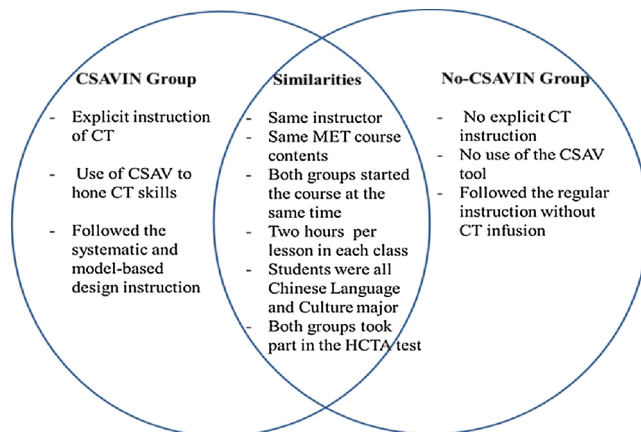 CSAVIN Group
- Explicit instruction
of CT
- Use of CSAV to
hone CT skills
- Followed the
systematic and
model-based
design instruction
Similarities
- Same instructor
- Same MET course
contents
- Both groups started
the course at the
same time
- Two hours per
lesson in each class
- Students were all
Chinese Language
and Culture major
- Both groups took
part in the HCTA test
No-CSAVIN Group
- No explicit CT
instruction
- No use of the CSAV
tool
- Followed the regular
instruction without
CT infusion